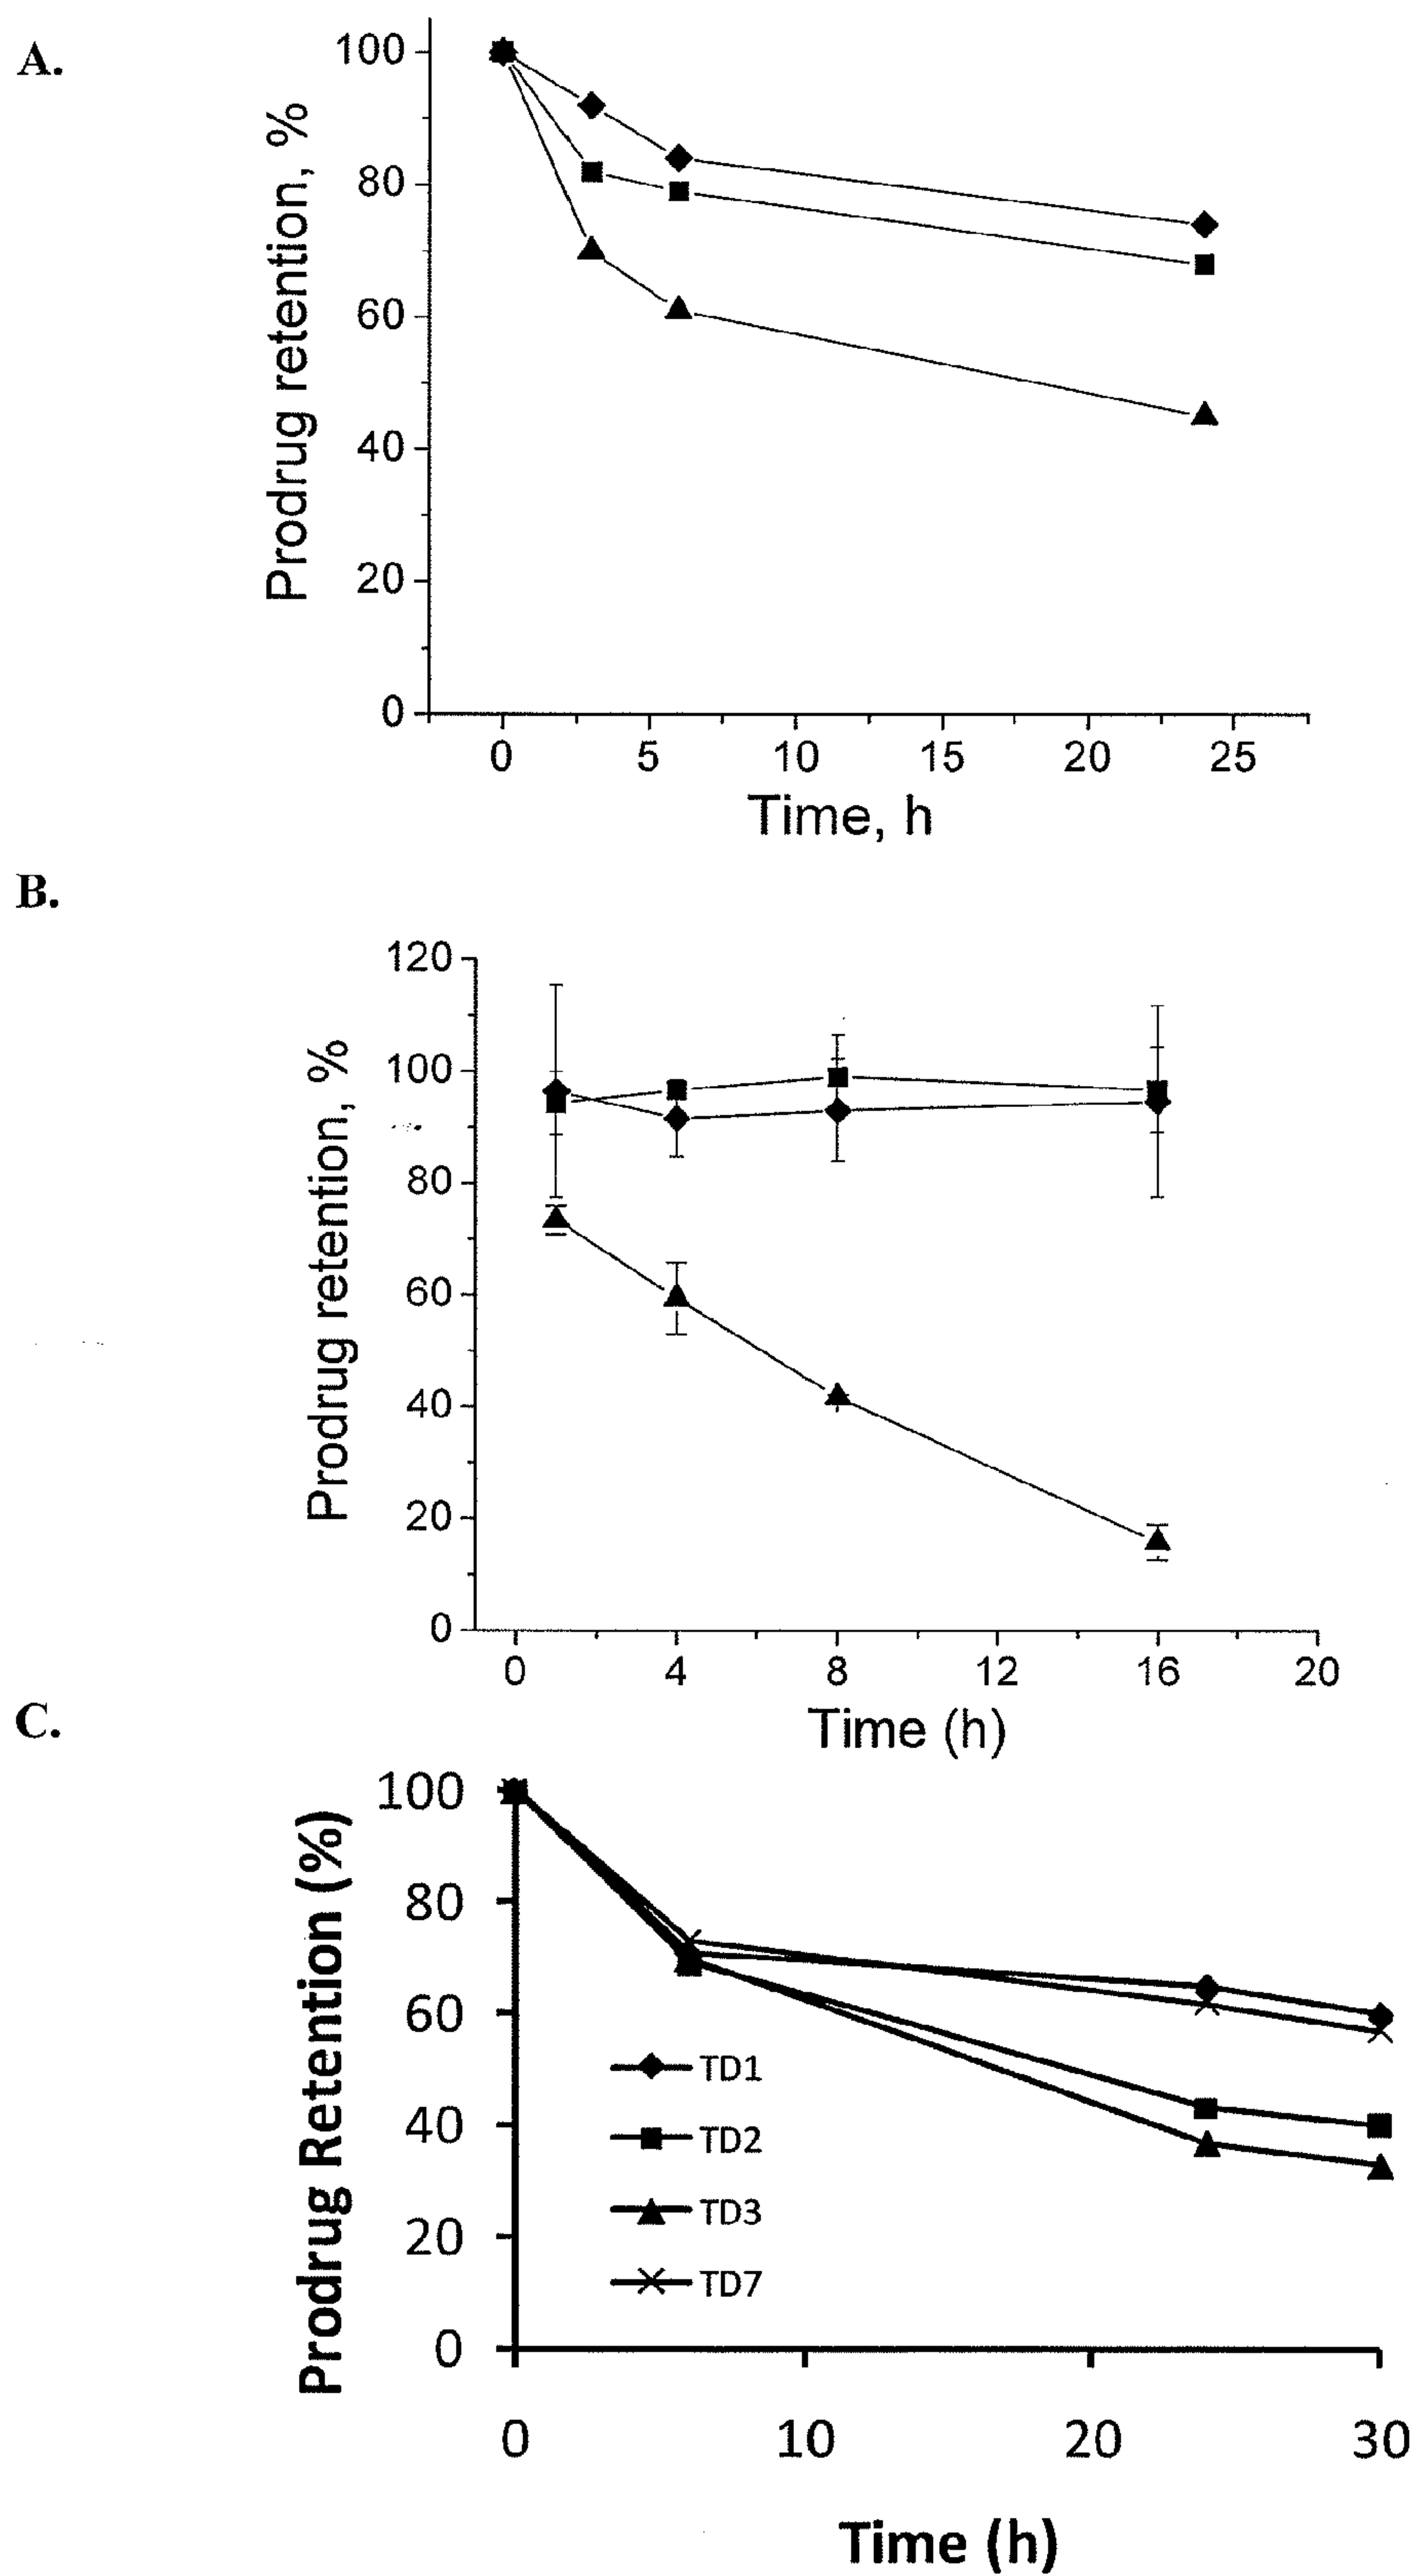 A.
Prodrug retention, %
100
80
60
40
20
0
0 5 10 15 20 25
Time, h
B.
Prodrug retention, %
120
100
80
60
40
20
0
0 4 8 12 16 20
Time (h)
C.
Prodrug Retention (%)
100
80
60
40
20
0
TD1
TD2
TD3
TD7
0 10 20 30
Time (h)